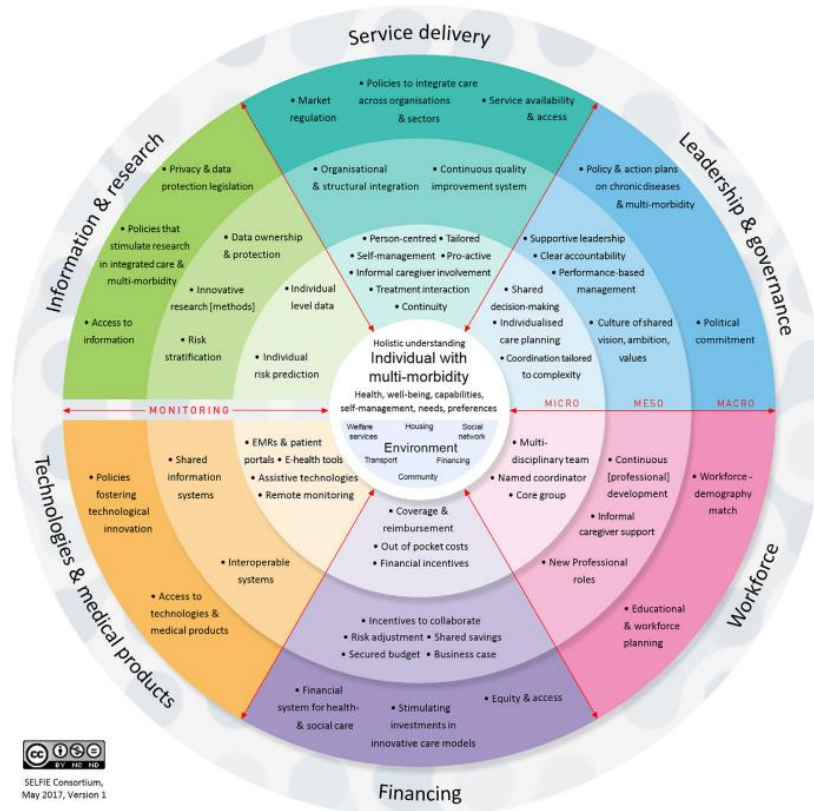 Service delivery
• Market
regulation
• Policies to integrate care
across organisations
& sectors
• Service availability
& access
• Organisational
& structural integration
• Continuous quality
improvement system
• Person-centred • Tailored
• Self-management • Pro-active
• Informal caregiver involvement
• Treatment interaction
• Continuity
Leadership & governance
• Policy & action plans
on chronic diseases
& multi-morbidity
• Political
commitment
• Supportive leadership
• Clear accountability
• Performance-based
management
• Culture of shared
vision, ambition,
values
• Shared
decision-making
• Individualised
care planning
• Coordination tailored
to complexity
Information & research
• Privacy & data
protection legislation
• Policies that
stimulate research
in integrated care &
multi-morbidity
• Access to
information
• Data ownership
& protection
• Innovative
research [methods]
• Risk
stratification
• Individual
level data
• Individual
risk prediction
Holistic understanding
Individual with
multi-morbidity
Health, well-being, capabilities,
self-management, needs, preferences
Welfare
services
Housing
Social
network
Environment
Transport
Financing
Community
MONITORING
MICRO
MESO
MACRO
Technologies & medical products
• Policies
fostering
technological
innovation
• Access to
technologies &
medical products
• Shared
information
systems
• Interoperable
systems
• EMRs & patient
portals • E-health tools
• Assistive technologies
• Remote monitoring
Workforce
• Multi-
disciplinary team
• Named coordinator
• Core group
• Continuous
[professional]
development
• Informal
caregiver support
• New Professional
roles
• Workforce -
demography
match
• Educational
& workforce
planning
• Coverage &
reimbursement
• Out of pocket costs
• Financial incentives
• Incentives to collaborate
• Risk adjustment • Shared savings
• Secured budget • Business case
• Financial
system for health-
& social care
• Stimulating
investments in
innovative care models
• Equity & access
Financing
CC
BY NC ND
SELFIE Consortium,
May 2017, Version 1